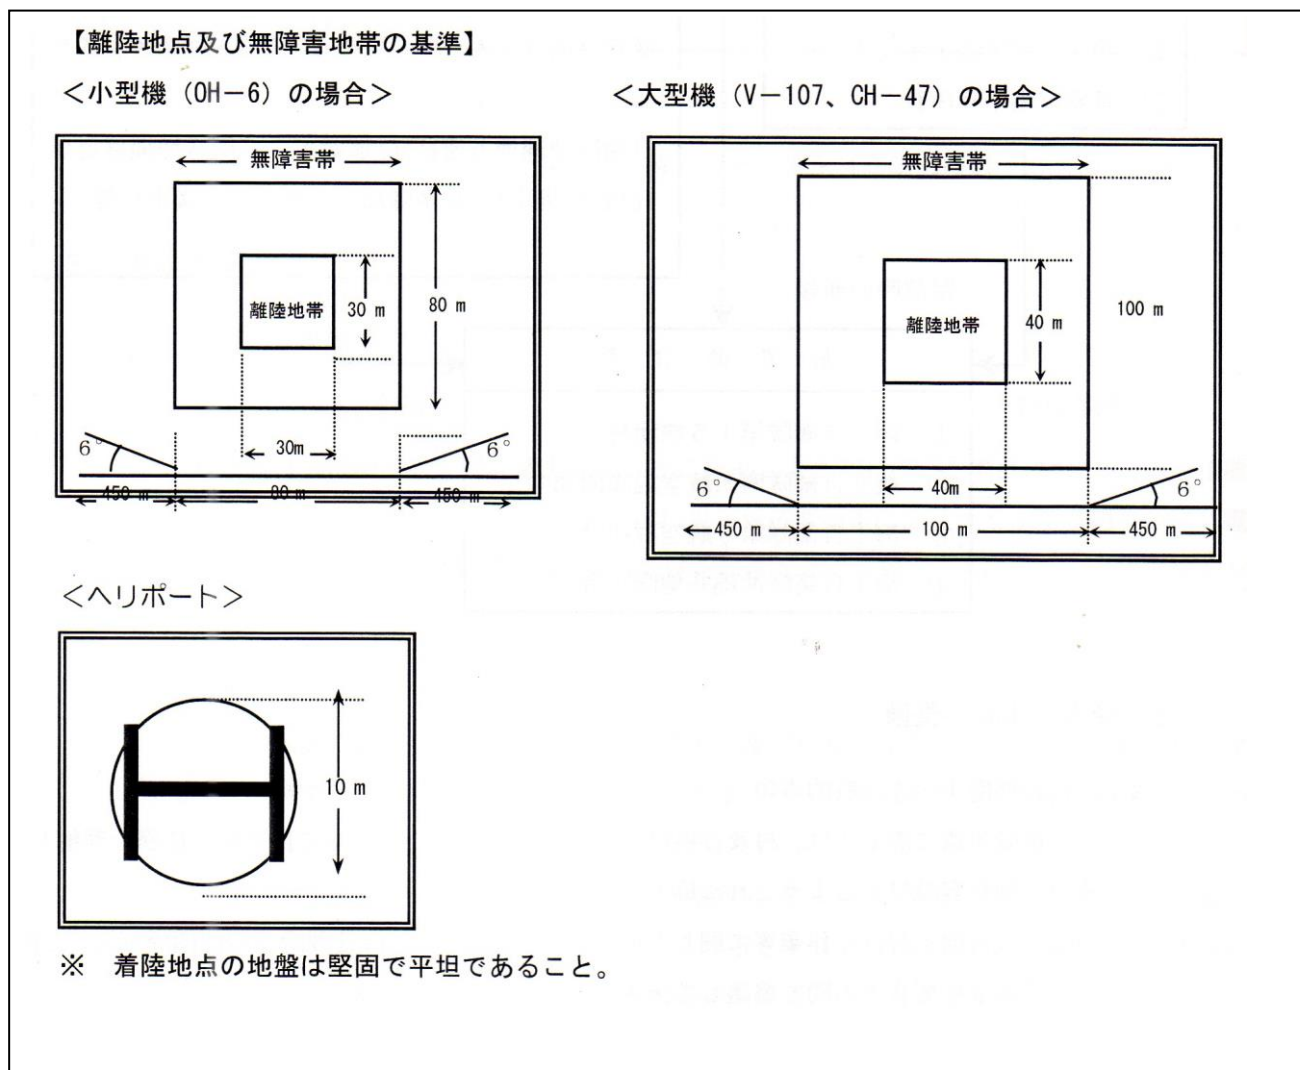 【離陸地点及び無障害地帯の基準】
＜小型機（OH－6）の場合＞
無障害帯
離陸地帯
30 m
80 m
30m
6°
6°
450 m
80 m
450 m
＜大型機（V－107、CH－47）の場合＞
無障害帯
離陸地帯
40 m
100 m
40m
6°
6°
450 m
100 m
450 m
＜ヘリポート＞
H
10 m
※　着陸地点の地盤は堅固で平坦であること。